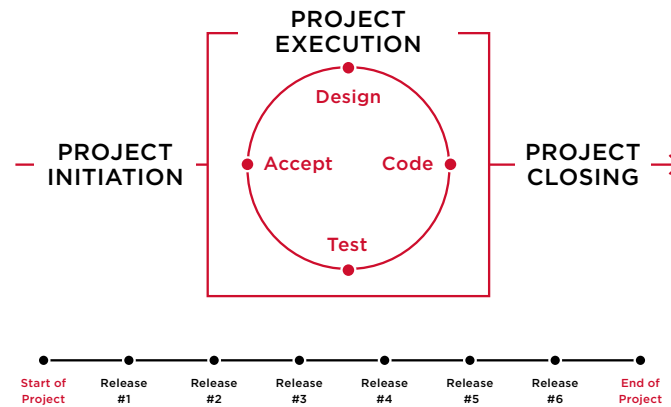 PROJECT
EXECUTION
Design
PROJECT
INITIATION
Accept
Code
PROJECT
CLOSING
Test
Start of
Project
Release
#1
Release
#2
Release
#3
Release
#4
Release
#5
Release
#6
End of
Project